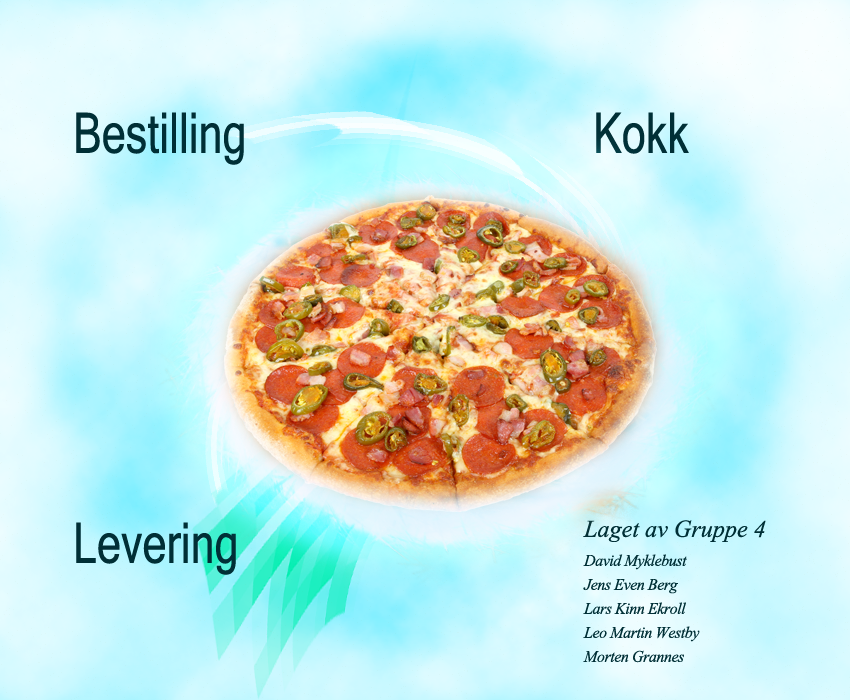 Bestilling
Kokk
Levering
Laget av Gruppe 4
David Myklebust
Jens Even Berg
Lars Kinn Ekroll
Leo Martin Westby
Morten Grannes